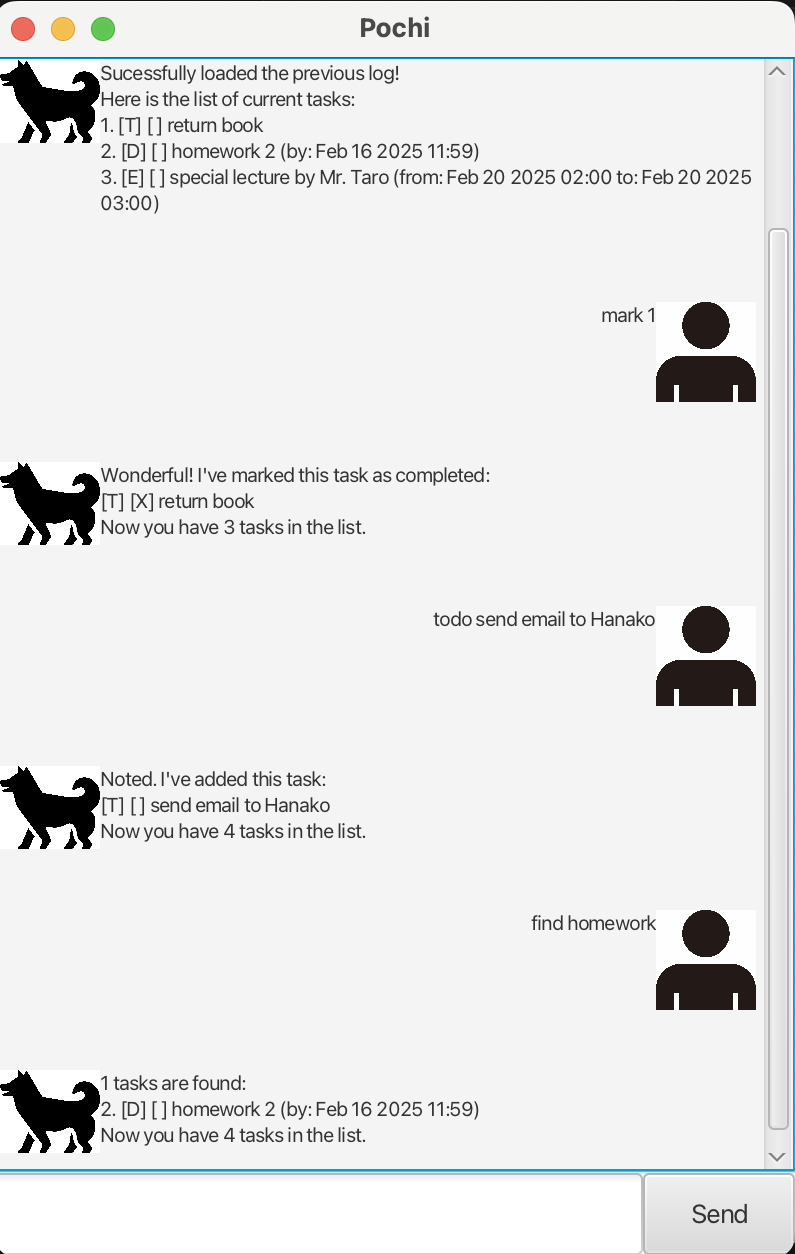 Pochi
Sucessfully loaded the previous log!
Here is the list of current tasks:
1. [T] [ ] return book
2. [D] [ ] homework 2 (by: Feb 16 2025 11:59)
3. [E] [ ] special lecture by Mr. Taro (from: Feb 20 2025 02:00 to: Feb 20 2025
03:00)
mark 1
Wonderful! I've marked this task as completed:
[T] [X] return book
Now you have 3 tasks in the list.
todo send email to Hanako
Noted. I've added this task:
[T] [ ] send email to Hanako
Now you have 4 tasks in the list.
find homework
1 tasks are found:
2. [D] [ ] homework 2 (by: Feb 16 2025 11:59)
Now you have 4 tasks in the list.
Send